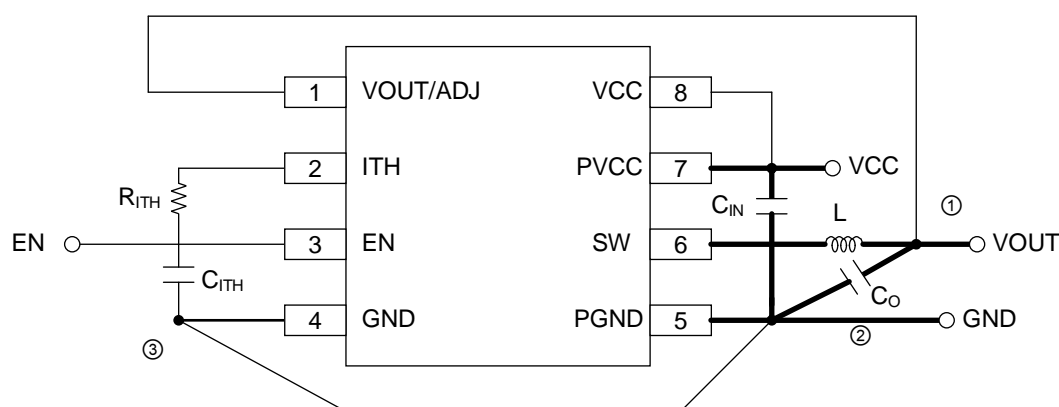 1 VOUT/ADJ VCC 8
2 ITH PVCC 7 VCC
RITH CIN L ①
EN 3 EN SW 6 VOUT
CITH CO
4 GND PGND 5 GND
③ ②